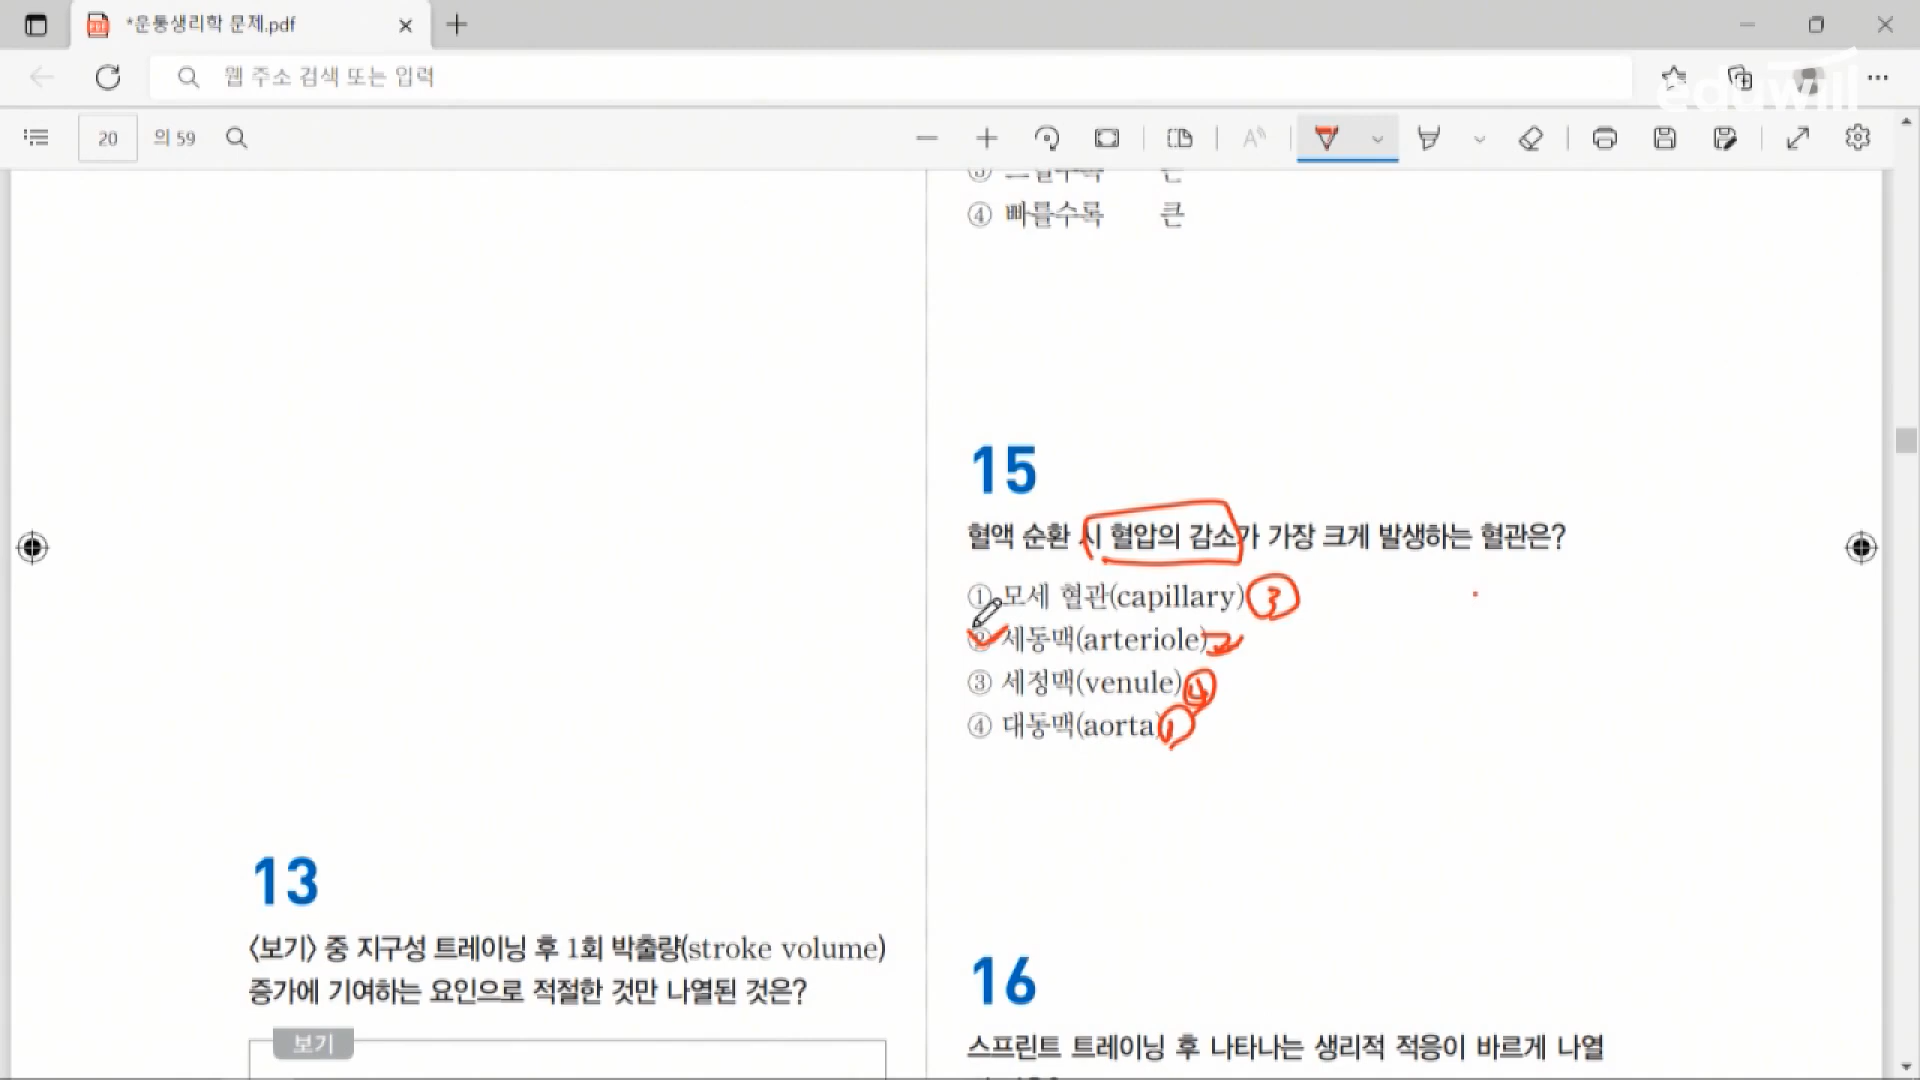 *운통생리학 문제.pdf
웹 주소 검색 또는 입력
eduwill
20 의 59
④ 빠를수록 큰
15
혈액 순환 시 혈압의 감소가 가장 크게 발생하는 혈관은?
① 모세 혈관(capillary) ③
② 세동맥(arteriole) 2
③ 세정맥(venule) ④
④ 대동맥(aorta) ①
13
〈보기〉 중 지구성 트레이닝 후 1회 박출량(stroke volume)
증가에 기여하는 요인으로 적절한 것만 나열된 것은?
보기
16
스프린트 트레이닝 후 나타나는 생리적 적응이 바르게 나열